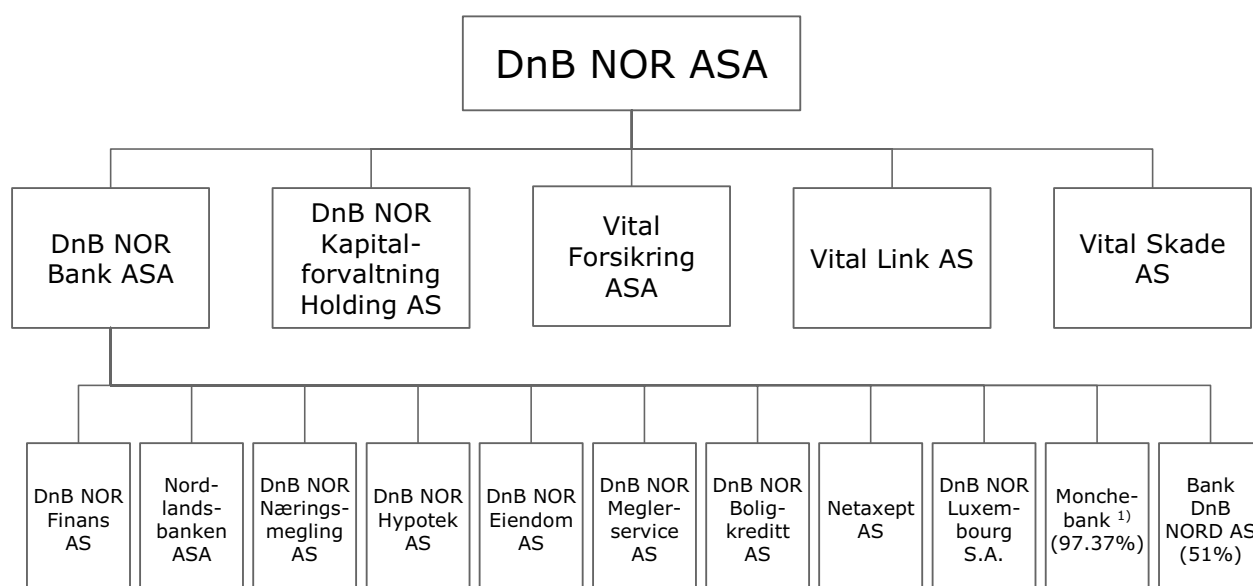 DnB NOR ASA
DnB NOR
Bank ASA
DnB NOR
Kapital-
forvaltning
Holding AS
Vital
Forsikring
ASA
Vital Link AS
Vital Skade
AS
DnB NOR
Finans
AS
Nord-
lands-
banken
ASA
DnB NOR
Nærings-
megling
AS
DnB NOR
Hypotek
AS
DnB NOR
Eiendom
AS
DnB NOR
Megler-
service
AS
DnB NOR
Bolig-
kreditt
AS
Netaxept
AS
DnB NOR
Luxem-
bourg
S.A.
Monche-
bank 1)
(97.37%)
Bank
DnB
NORD AS
(51%)